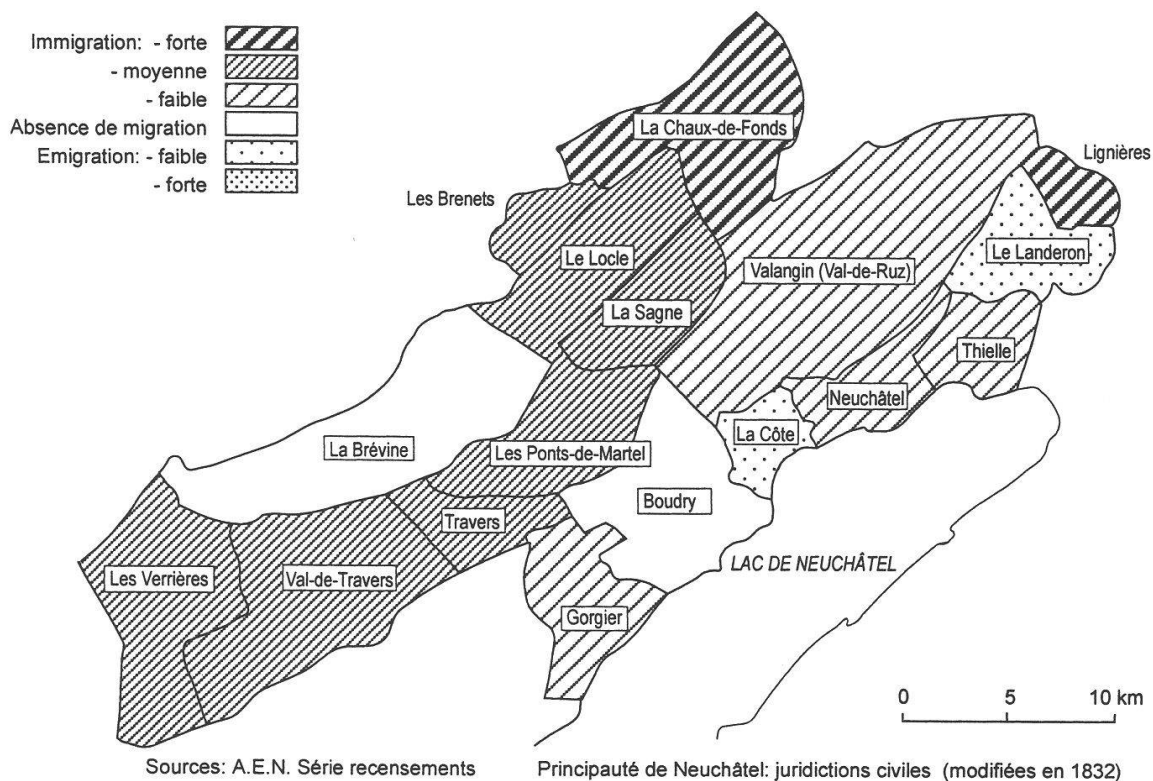 Immigration: - forte
- moyenne
- faible
Absence de migration
Emigration: - faible
- forte
La Chaux-de-Fonds
Lignières
Les Brenets
Le Locle
Valangin (Val-de-Ruz)
Le Landeron
La Sagne
Thielle
Neuchâtel
La Côte
La Brévine
Les Ponts-de-Martel
Boudry
Travers
LAC DE NEUCHÂTEL
Les Verrières
Val-de-Travers
Gorgier
0 5 10 km
Sources: A.E.N. Série recensements
Principauté de Neuchâtel: juridictions civiles (modifiées en 1832)